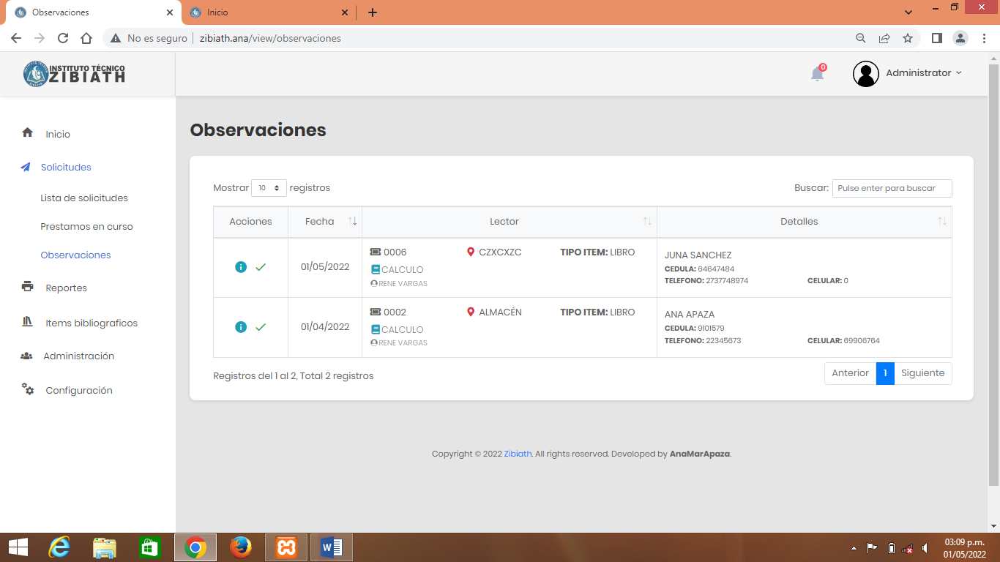 Observaciones
Inicio
No es seguro
zibiath.ana/view/observaciones
INSTITUTO TÉCNICO
ZIBIATH
0
Administrator
Inicio
Solicitudes
Lista de solicitudes
Prestamos en curso
Observaciones
Reportes
Items bibliograficos
Administración
Configuración
Observaciones
Mostrar 10 registros
Buscar: Pulse enter para buscar
Acciones Fecha Lector Detalles
01/05/2022
0006 CZXCXZC TIPO ITEM: LIBRO
CALCULO
RENE VARGAS
JUNA SANCHEZ
CEDULA: 64647484
TELEFONO: 2737748974 CELULAR: 0
01/04/2022
0002 ALMACÉN TIPO ITEM: LIBRO
CALCULO
RENE VARGAS
ANA APAZA
CEDULA: 9101579
TELEFONO: 22345673 CELULAR: 69906764
Registros del 1 al 2, Total 2 registros
Anterior 1 Siguiente
Copyright © 2022 Zibiath. All rights reserved. Developed by AnaMarApaza.
03:09 p.m.
01/05/2022